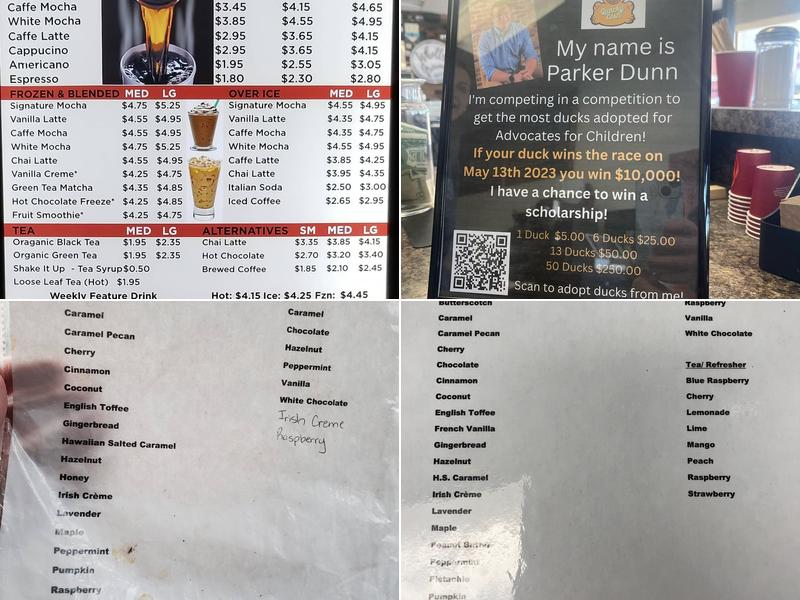 Caffe Mocha $3.45 $4.15 $4.65
White Mocha $3.65 $4.55 $4.95
Caffe Latte $2.95 $3.65 $4.15
Cappucino $2.95 $3.65 $4.15
Americano $1.95 $2.55 $3.05
Espresso $1.80 $2.30 $2.80
FROZEN & BLENDED MED LG
Signature Mocha $4.75 $5.25
Vanilla Latte $4.55 $4.95
Caffe Mocha $4.55 $4.95
White Mocha $4.75 $5.25
Chai Latte $4.55 $4.95
Vanilla Creme* $4.25 $4.75
Green Tea Matcha $4.35 $4.85
Hot Chocolate Freeze* $4.25 $4.85
Fruit Smoothie* $4.25 $4.75
OVER ICE MED LG
Signature Mocha $4.55 $4.95
Vanilla Latte $4.35 $4.75
Caffe Mocha $4.35 $4.75
White Mocha $4.55 $4.95
Caffe Latte $3.85 $4.25
Chai Latte $3.95 $4.35
Italian Soda $2.50 $3.00
Iced Coffee $2.65 $2.95
TEA MED LG
Oraganic Black Tea $1.95 $2.35
Organic Green Tea $1.95 $2.35
Shake It Up - Tea Syrup $0.50
Loose Leaf Tea (Hot) $1.95
ALTERNATIVES SM MED LG
Chai Latte $3.35 $3.85 $4.15
Hot Chocolate $2.70 $3.20 $3.40
Brewed Coffee $1.85 $2.10 $2.45
Weekly Feature Drink Hot: $4.15 Ice: $4.25 Fzn: $4.45
My name is
Parker Dunn
I'm competing in a competition to
get the most ducks adopted for
Advocates for Children!
If your duck wins the race on
May 13th 2023 you win $10,000!
I have a chance to win a
scholarship!
1 Duck $5.00 6 Ducks $25.00
13 Ducks $50.00
50 Ducks $250.00
Scan to adopt ducks from me!
Caramel
Caramel Pecan
Cherry
Cinnamon
Coconut
English Toffee
Gingerbread
Hawaiian Salted Caramel
Hazelnut
Honey
Irish Crème
Lavender
Maple
Peppermint
Pumpkin
Raspberry
Caramel
Chocolate
Hazelnut
Peppermint
Vanilla
White Chocolate
Irish Creme
Raspberry
Butterscotch
Caramel
Caramel Pecan
Cherry
Chocolate
Cinnamon
Coconut
English Toffee
French Vanilla
Gingerbread
Hazelnut
H.S. Caramel
Irish Crème
Lavender
Maple
Peanut Butter
Peppermint
Pistachio
Pumpkin
Raspberry
Vanilla
White Chocolate
Tea/ Refresher
Blue Raspberry
Cherry
Lemonade
Lime
Mango
Peach
Raspberry
Strawberry